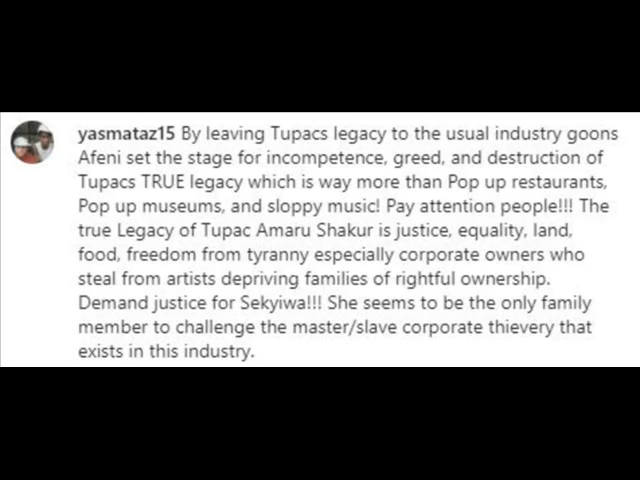 yasmataz15 By leaving Tupacs legacy to the usual industry goons
Afeni set the stage for incompetence, greed, and destruction of
Tupacs TRUE legacy which is way more than Pop up restaurants,
Pop up museums, and sloppy music! Pay attention people!!! The
true Legacy of Tupac Amaru Shakur is justice, equality, land,
food, freedom from tyranny especially corporate owners who
steal from artists depriving families of rightful ownership.
Demand justice for Sekyiwa!!! She seems to be the only family
member to challenge the master/slave corporate thievery that
exists in this industry.